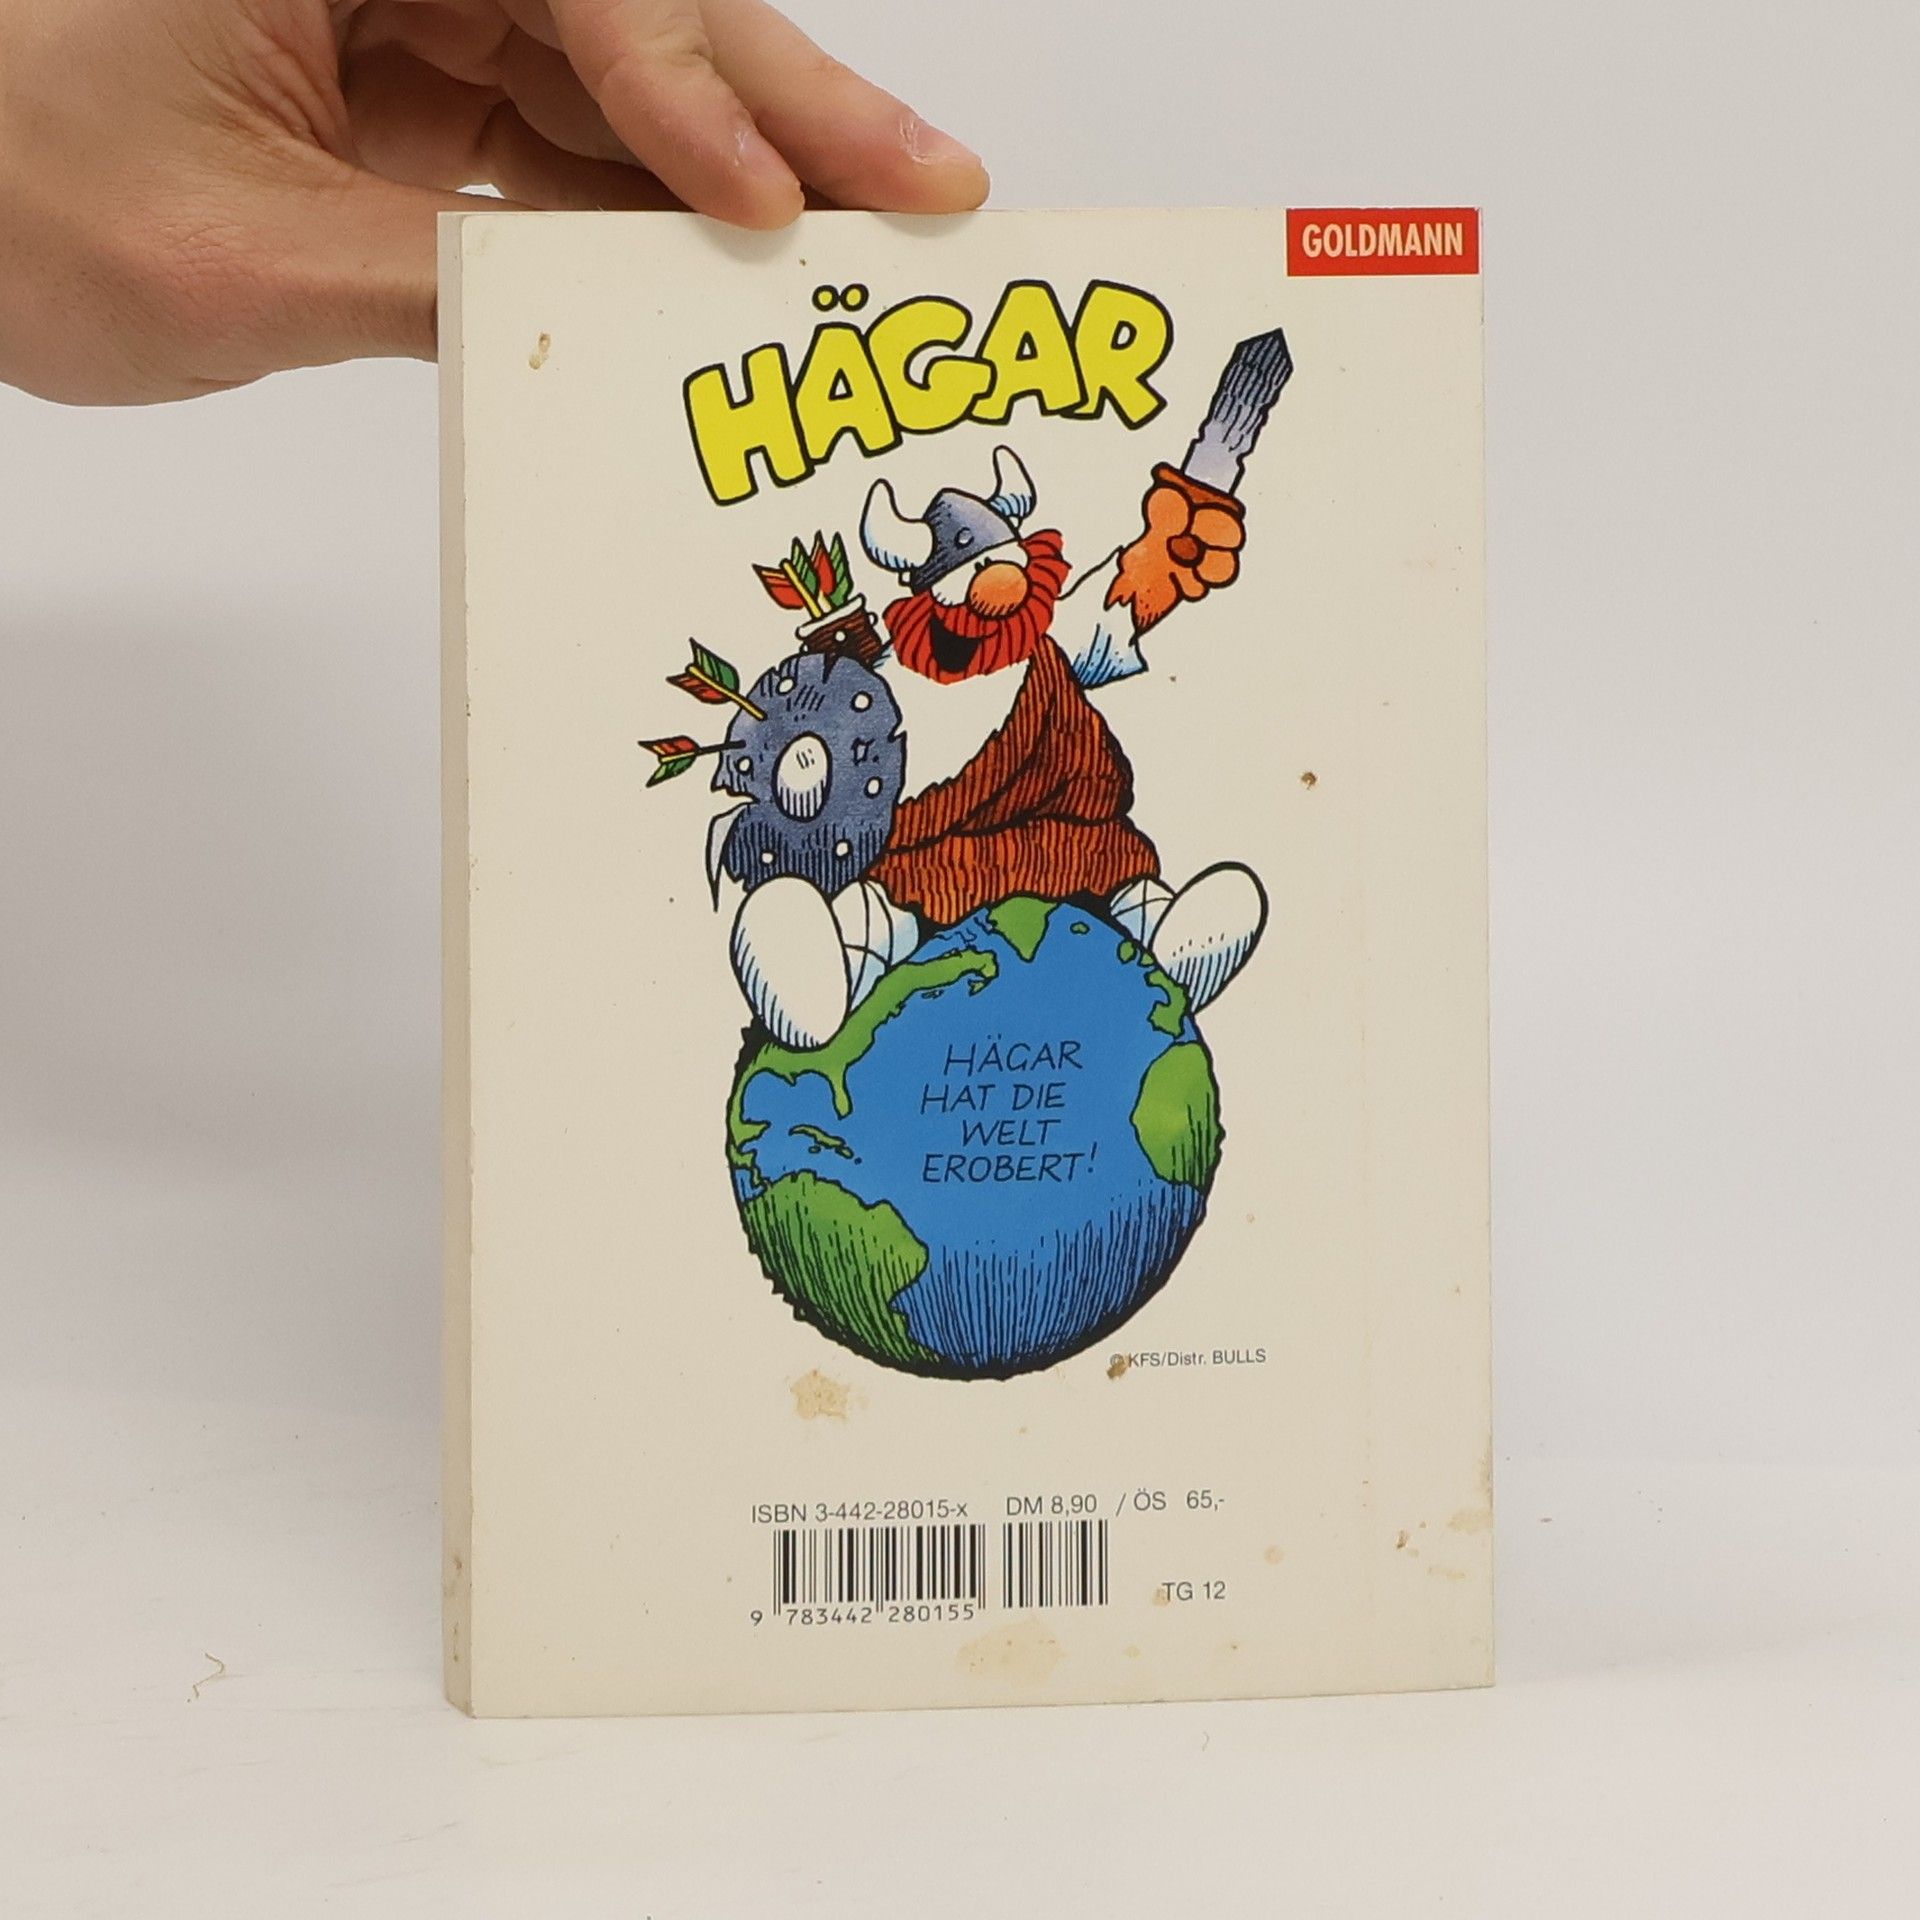 GOLDMANN
HÄGAR
HÄGAR
HAT DIE
WELT
EROBERT!
© KFS/Distr. BULLS
ISBN 3-442-28015-x DM 8,90 / ÖS 65,-
TG 12
9 783442 280155